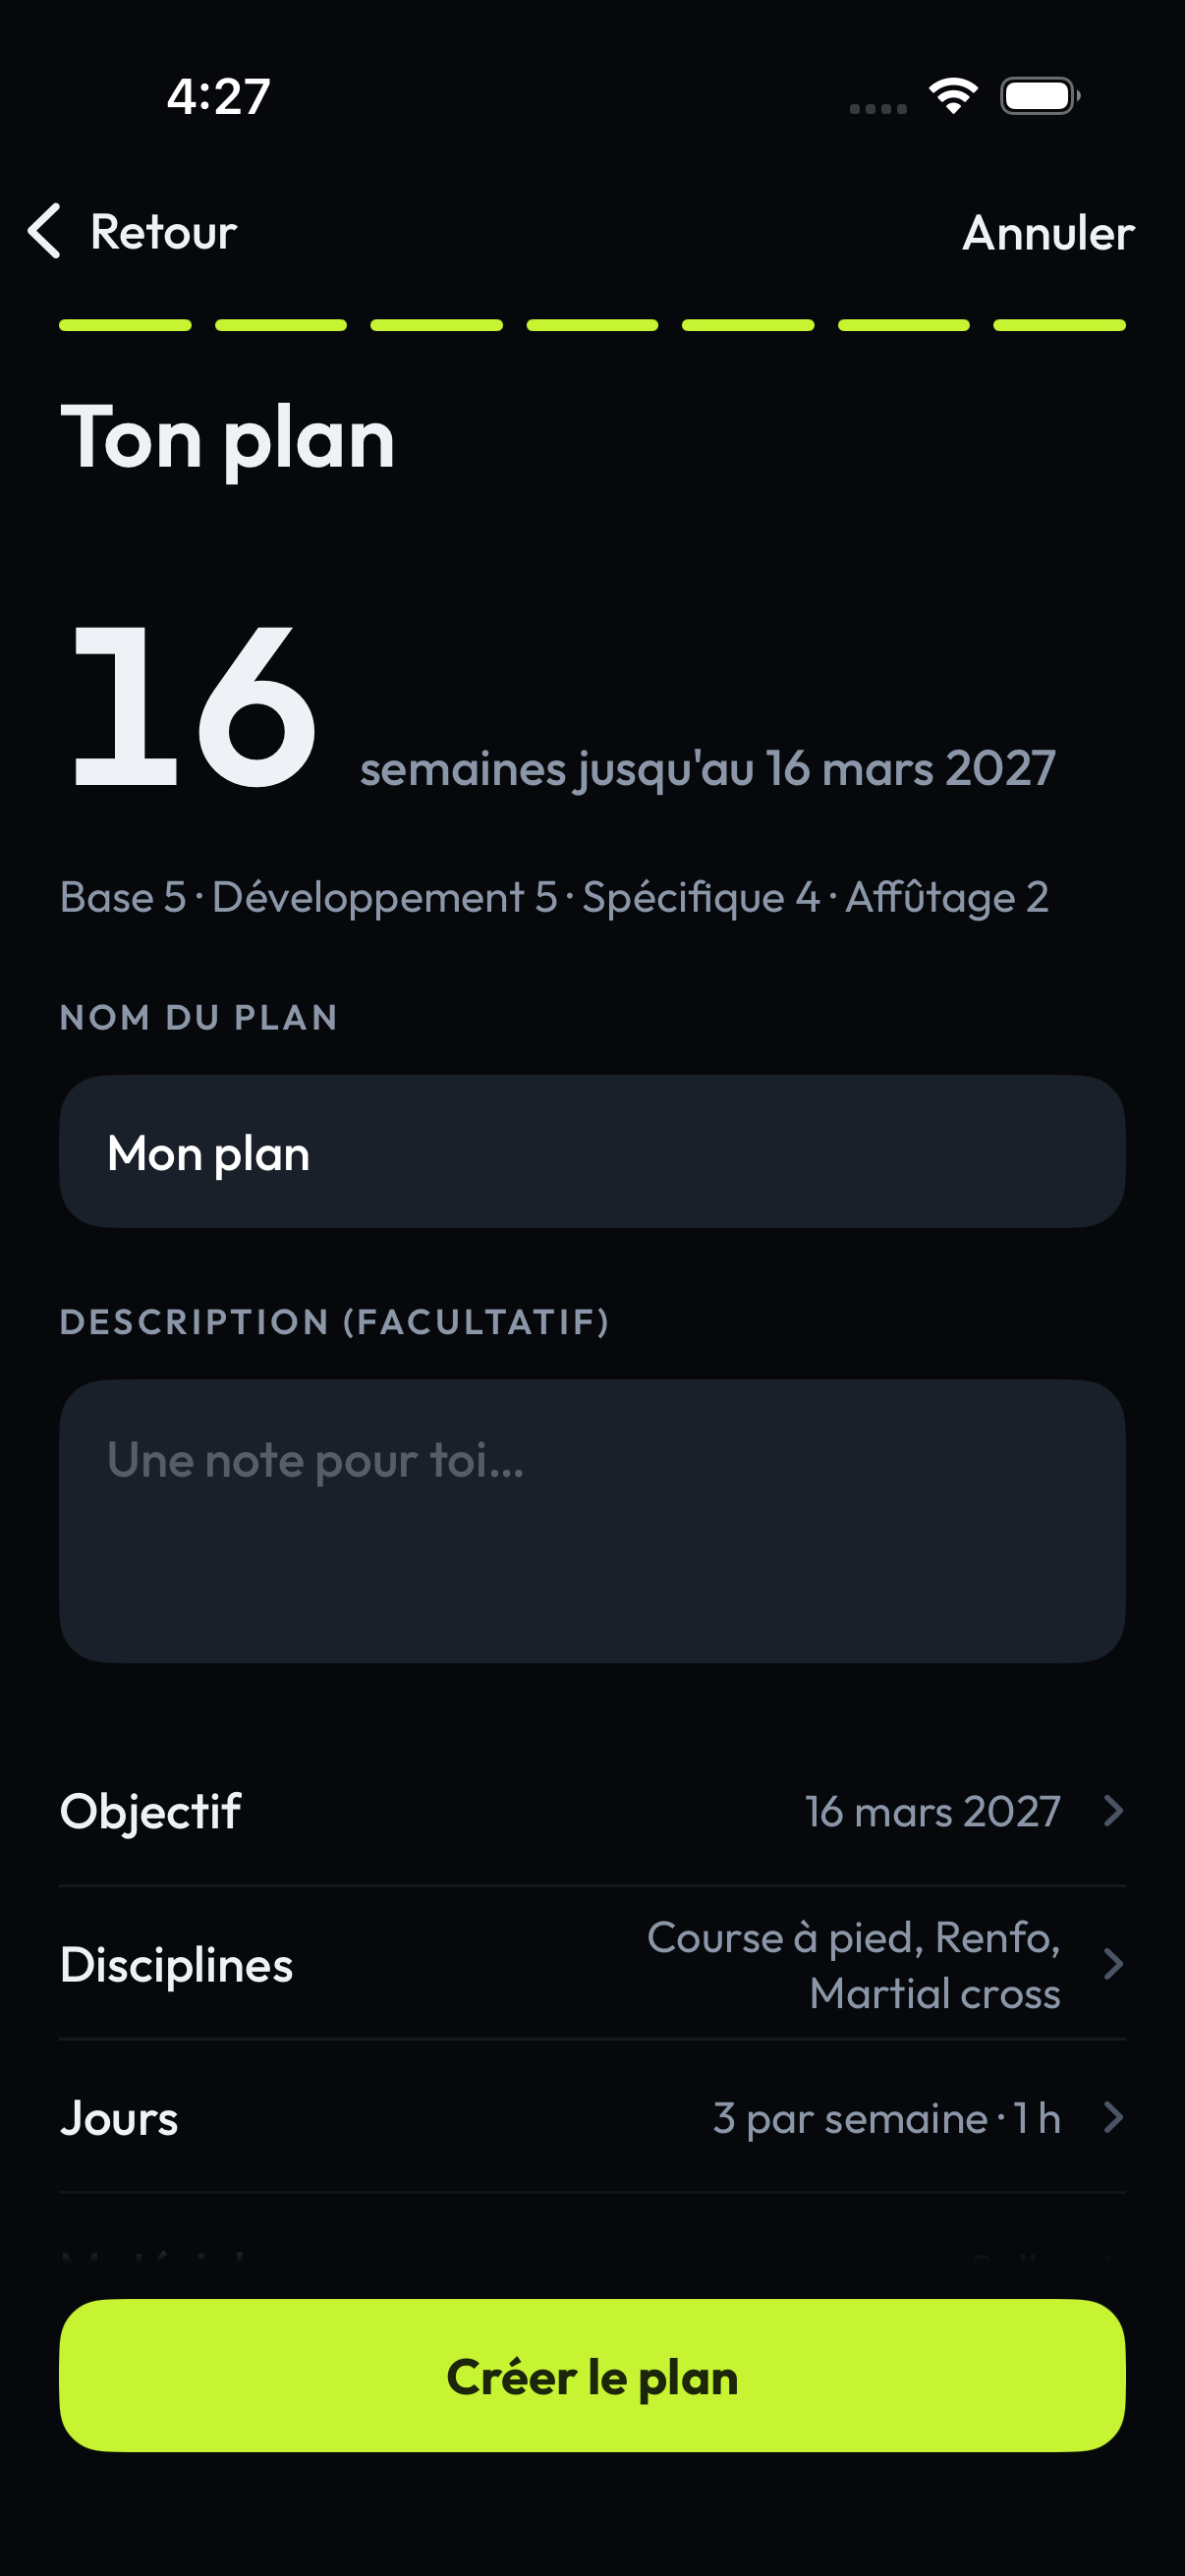 4:27
Retour
Annuler
Ton plan
16 semaines jusqu'au 16 mars 2027
Base 5 · Développement 5 · Spécifique 4 · Affûtage 2
NOM DU PLAN
Mon plan
DESCRIPTION (FACULTATIF)
Une note pour toi...
Objectif
16 mars 2027
Disciplines
Course à pied, Renfo,
Martial cross
Jours
3 par semaine · 1 h
Créer le plan